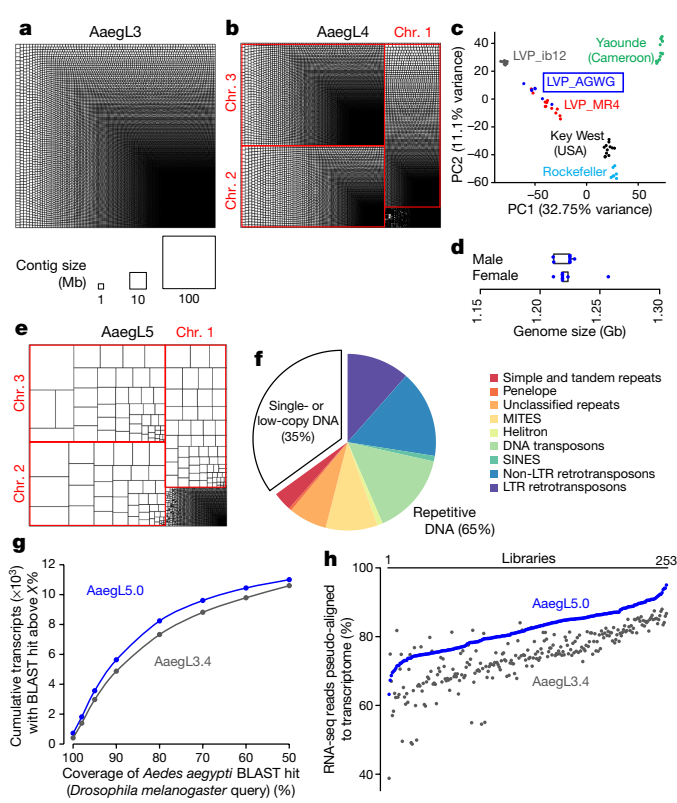 a
AaegL3
Contig size
(Mb)
1
10
100
b
AaegL4
Chr. 1
Chr. 3
Chr. 2
c
PC2 (11.1% variance)
40
20
0
−20
−40
−60
LVP_ib12
Yaounde
(Cameroon)
LVP_AGWG
LVP_MR4
Key West
(USA)
Rockefeller
−50
0
50
PC1 (32.75% variance)
d
Male
Female
1.15
1.20
1.25
1.30
Genome size (Gb)
e
AaegL5
Chr. 1
Chr. 3
Chr. 2
f
Single- or
low-copy DNA
(35%)
Repetitive
DNA (65%)
Simple and tandem repeats
Penelope
Unclassified repeats
MITES
Helitron
DNA transposons
SINES
Non-LTR retrotransposons
LTR retrotransposons
g
Cumulative transcripts (×10³)
with BLAST hit above X%
12
10
8
6
4
2
0
AaegL5.0
AaegL3.4
100
90
80
70
60
50
Coverage of Aedes aegypti BLAST hit
(Drosophila melanogaster query) (%)
h
1
Libraries
253
RNA-seq reads pseudo-aligned
to transcriptome (%)
100
80
60
40
AaegL5.0
AaegL3.4